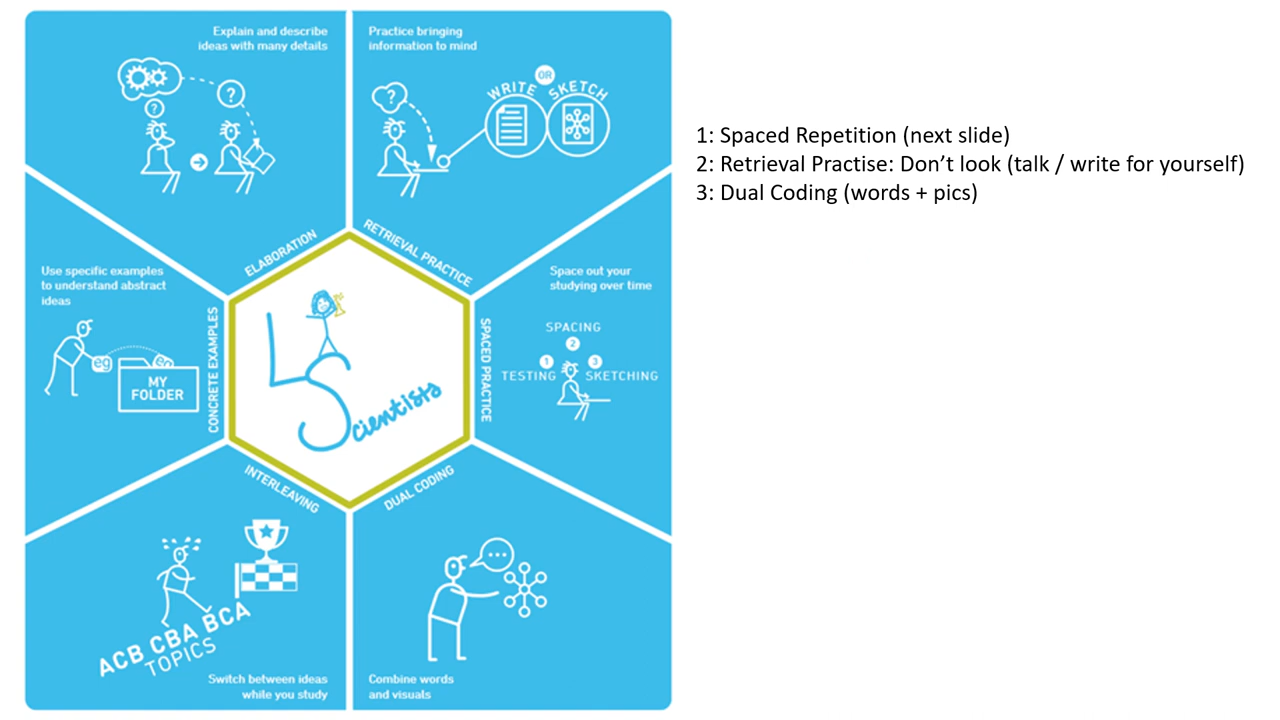 Explain and describe
ideas with many details
?
?
Practice bringing
information to mind
?
OR
WRITE
SKETCH
ELABORATION
RETRIEVAL PRACTICE
Use specific examples
to understand abstract
ideas
eg
eg
MY
FOLDER
CONCRETE EXAMPLES
LS
cientists
SPACED PRACTICE
Space out your
studying over time
SPACING
2
1
3
TESTING
SKETCHING
INTERLEAVING
DUAL CODING
ACB CBA BCA
TOPICS
Switch between ideas
while you study
Combine words
and visuals
1: Spaced Repetition (next slide)
2: Retrieval Practise: Don’t look (talk / write for yourself)
3: Dual Coding (words + pics)